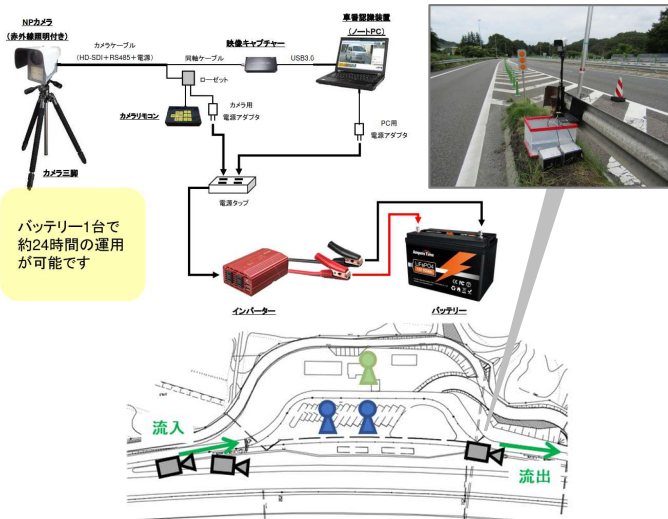 NPカメラ
(赤外線照明付き)
カメラケーブル
(HD-SDI+RS485+電源)
同軸ケーブル
映像キャプチャー
USB3.0
車番認識装置
(ノートPC)
ローゼット
カメラリモコン
カメラ用
電源アダプタ
PC用
電源アダプタ
カメラ三脚
電源タップ
バッテリー1台で
約24時間の運用
が可能です
Ampere Time
LiFePO4
インバーター
バッテリー
流入
流出